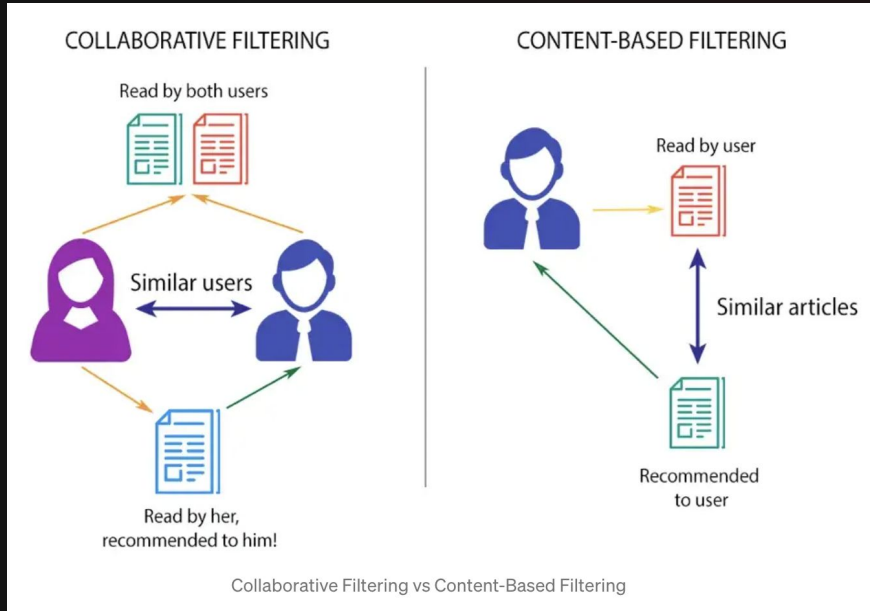 COLLABORATIVE FILTERING
Read by both users
Similar users
Read by her,
recommended to him!
CONTENT-BASED FILTERING
Read by user
Similar articles
Recommended
to user
Collaborative Filtering vs Content-Based Filtering